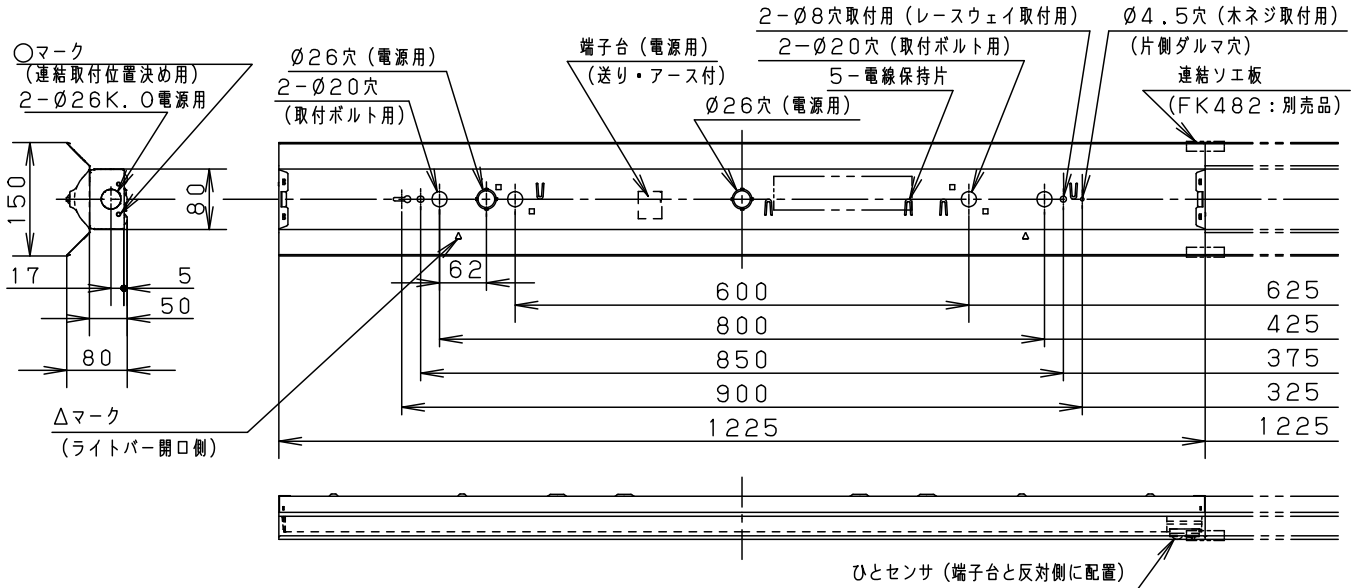 ○マーク
(連結取付位置決め用)
2-Ø26K.O電源用
Ø26穴(電源用)
2-Ø20穴
(取付ボルト用)
端子台(電源用)
(送り・アース付)
2-Ø8穴取付用(レースウェイ取付用)
2-Ø20穴(取付ボルト用)
5-電線保持片
Ø26穴(電源用)
Ø4.5穴(木ネジ取付用)
(片側ダルマ穴)
連結ソエ板
(FK482:別売品)
150
80
17
5
50
80
62
600
625
800
425
850
375
900
325
1225
1225
△マーク
(ライトバー開口側)
ひとセンサ(端子台と反対側に配置)